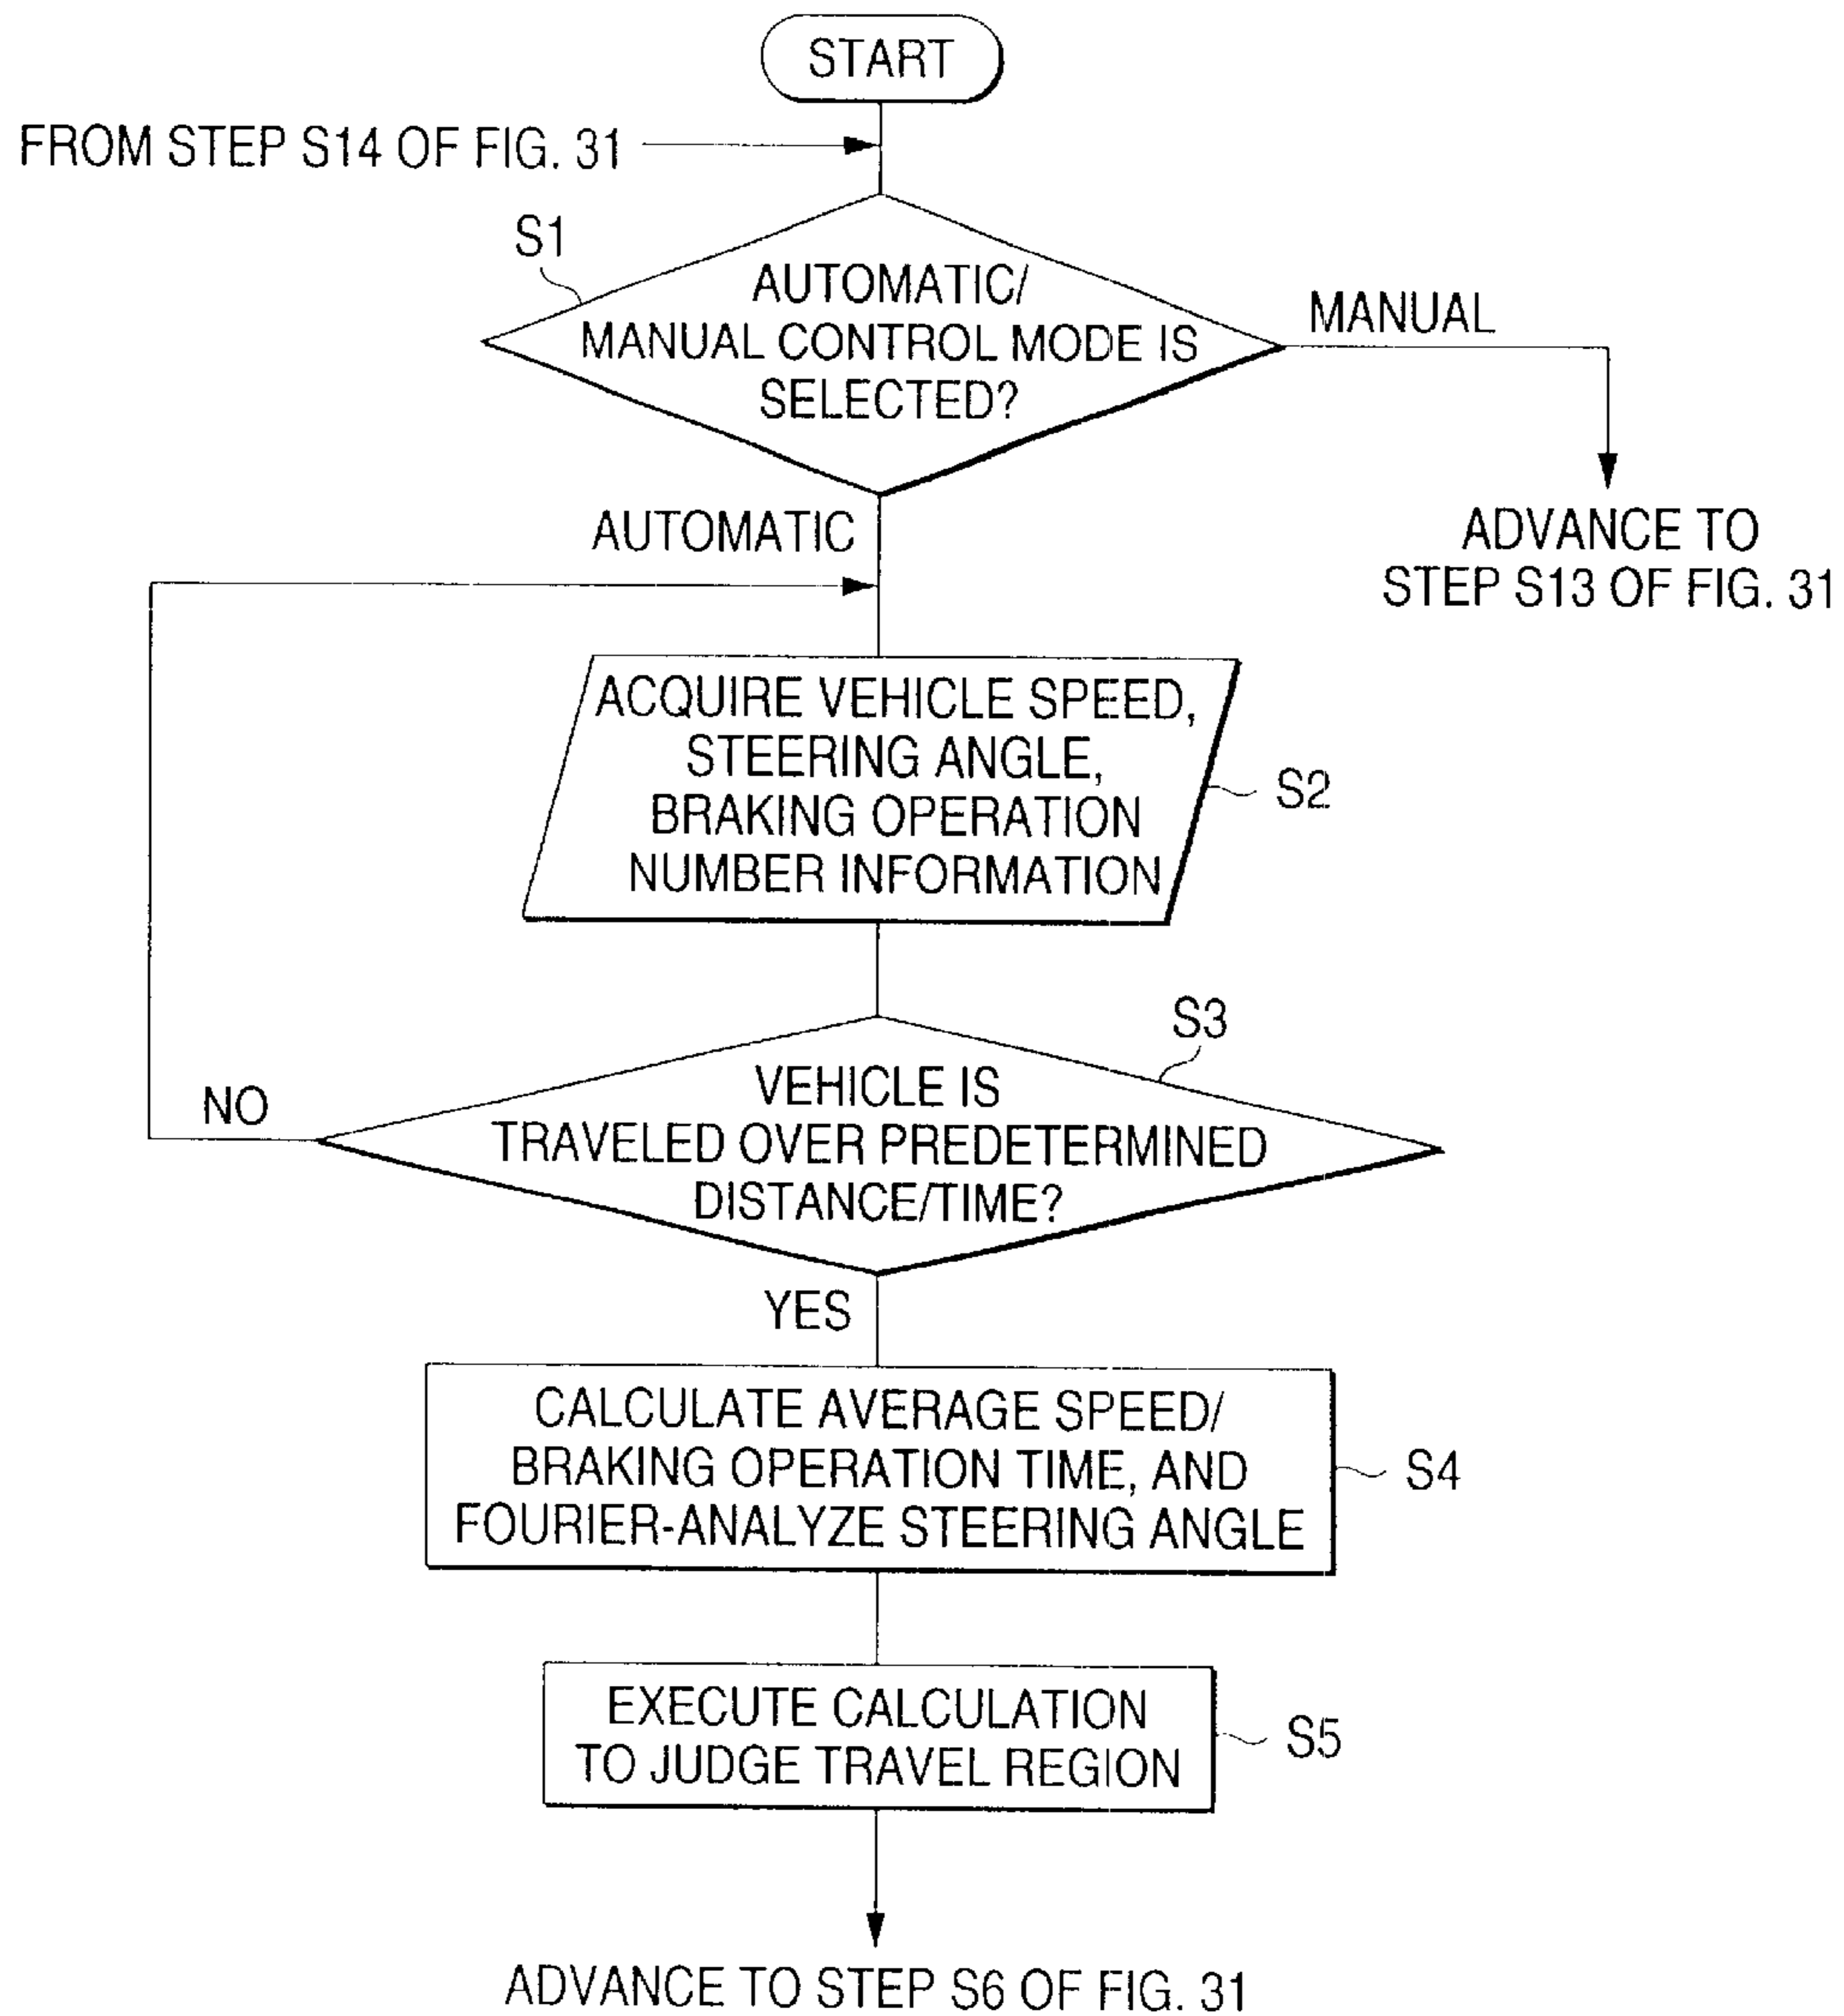 START
FROM STEP S14 OF FIG. 31
S1
AUTOMATIC/
MANUAL CONTROL MODE IS
SELECTED?
MANUAL
AUTOMATIC
ADVANCE TO
STEP S13 OF FIG. 31
ACQUIRE VEHICLE SPEED,
STEERING ANGLE,
BRAKING OPERATION
NUMBER INFORMATION
S2
S3
VEHICLE IS
TRAVELED OVER PREDETERMINED
DISTANCE/TIME?
NO
YES
CALCULATE AVERAGE SPEED/
BRAKING OPERATION TIME, AND
FOURIER-ANALYZE STEERING ANGLE
S4
EXECUTE CALCULATION
TO JUDGE TRAVEL REGION
S5
ADVANCE TO STEP S6 OF FIG. 31